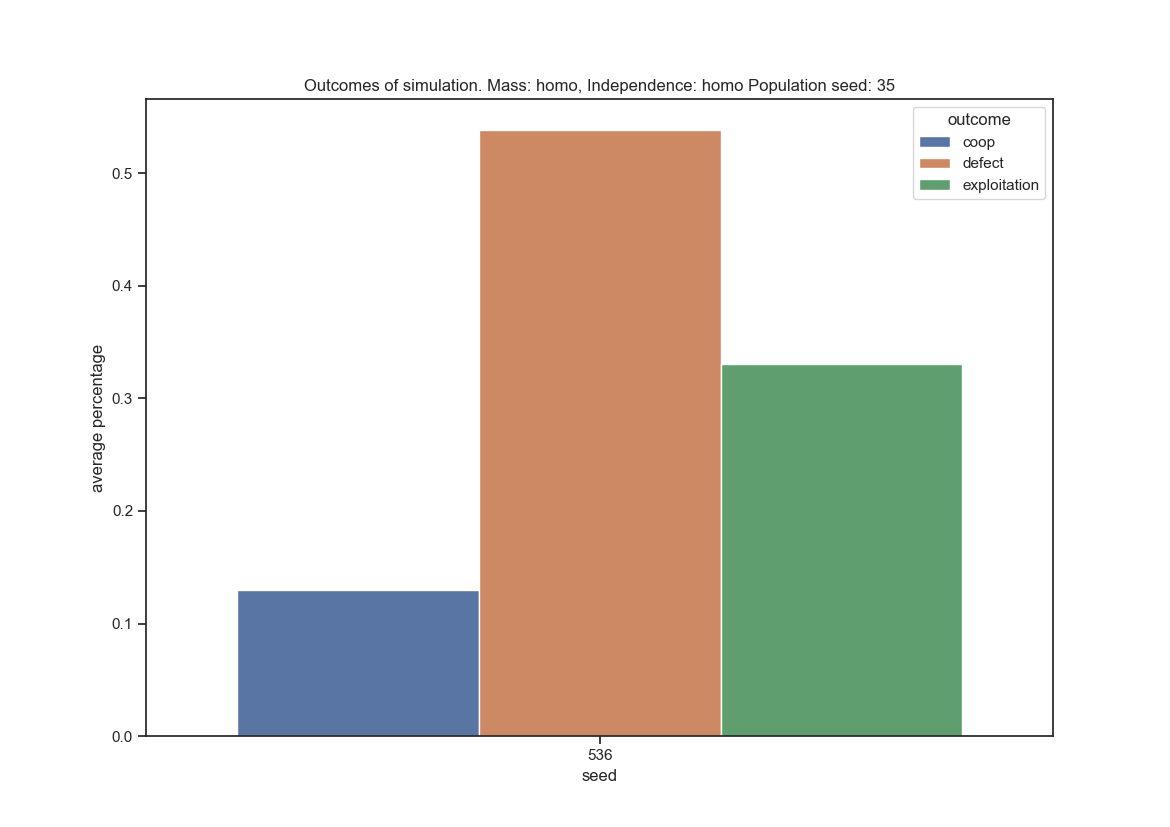 Outcomes of simulation. Mass: homo, Independence: homo Population seed: 35
outcome
coop
defect
exploitation
average percentage
0.5
0.4
0.3
0.2
0.1
0.0
536
seed